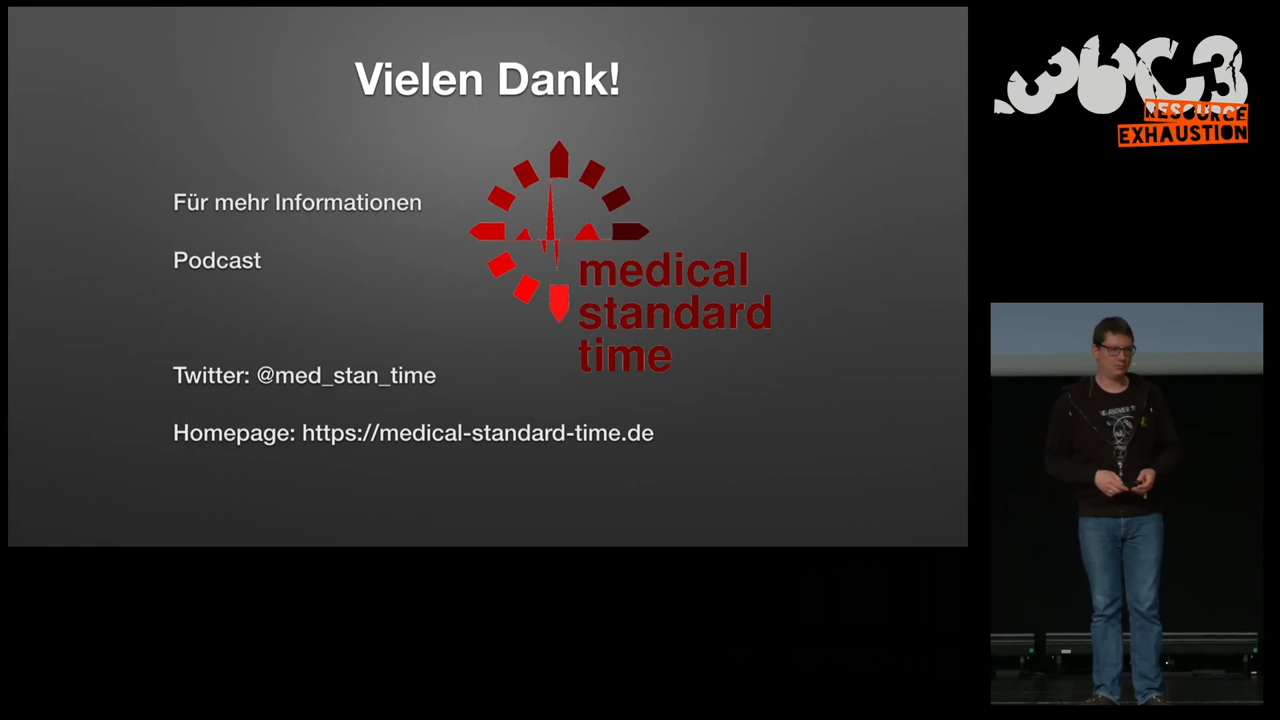 Vielen Dank!
Für mehr Informationen
Podcast
medical
standard
time
Twitter: @med_stan_time
Homepage: https://medical-standard-time.de
36C3
RESOURCE
EXHAUSTION